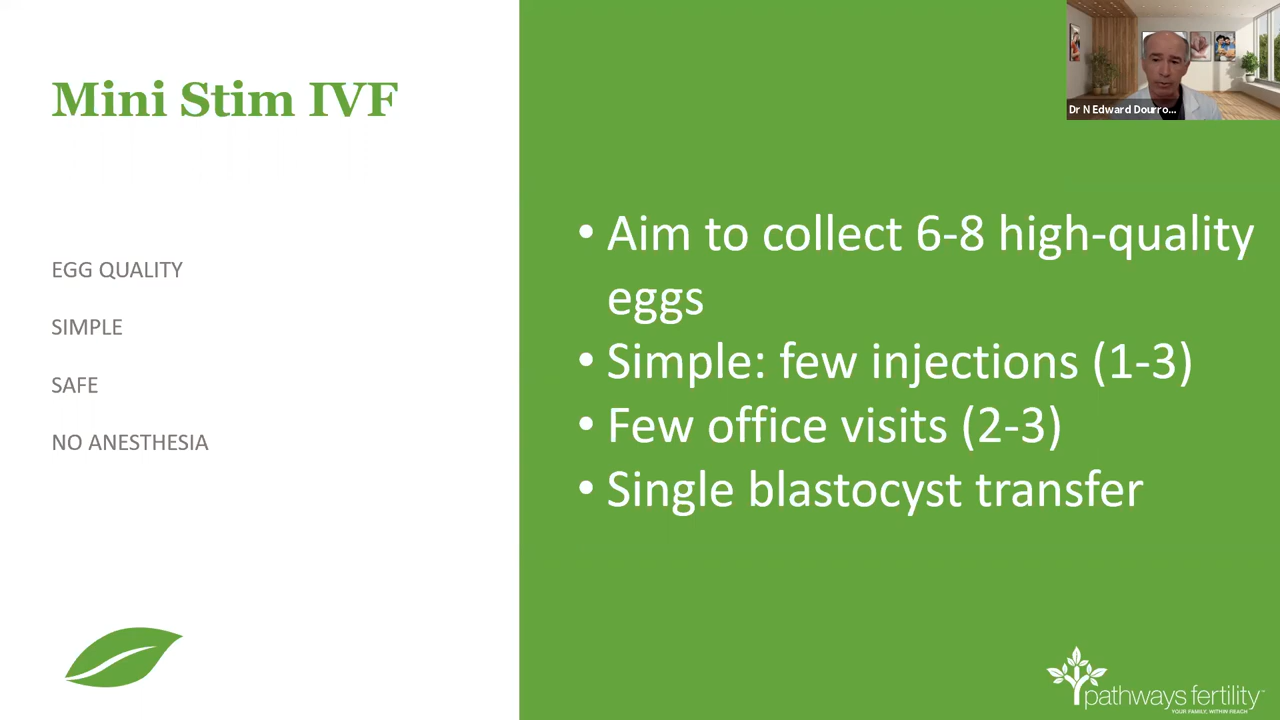 Mini Stim IVF
EGG QUALITY
SIMPLE
SAFE
NO ANESTHESIA
Dr N Edward Dourro...
• Aim to collect 6-8 high-quality
eggs
• Simple: few injections (1-3)
• Few office visits (2-3)
• Single blastocyst transfer
pathways fertility™
YOUR FAMILY, WITHIN REACH